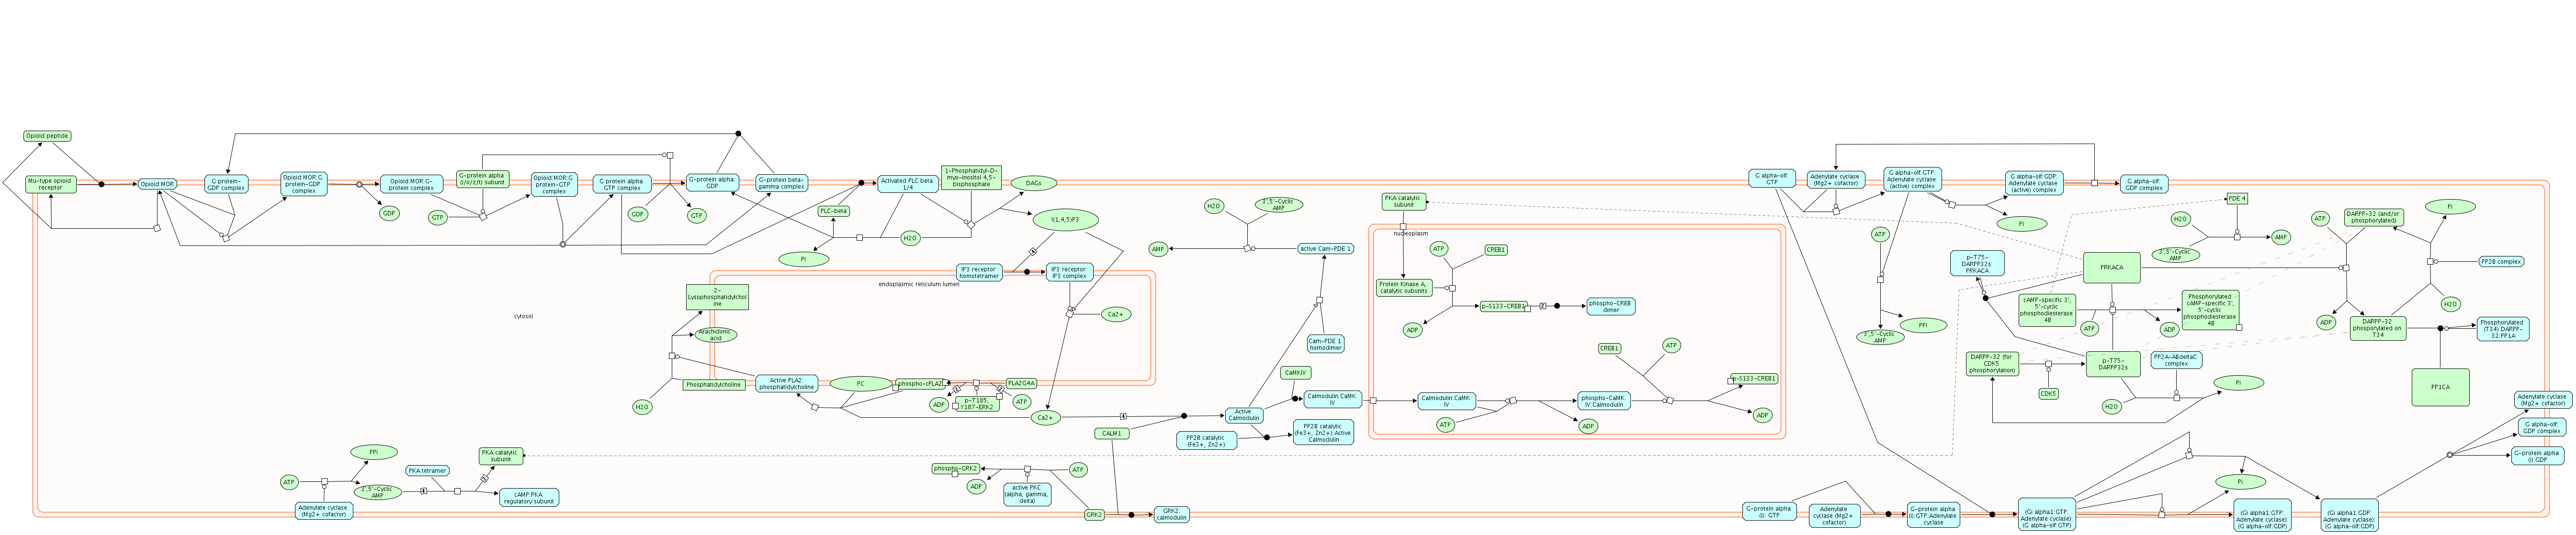 Opioid peptide
Mu-type opioid
receptor
Opioid MOR
G protein-
GDP complex
Opioid MOR:G
protein-GDP
complex
Opioid MOR:G-
protein complex
GDP
G-protein alpha
(i/o/z/t) subunit
GTP
Opioid MOR:G
protein-GTP
complex
G protein alpha:
GTP complex
GDP
GTP
G-protein alpha:
GDP
G-protein beta-
gamma complex
PLC-beta
Pi
Activated PLC beta
1/4
H2O
1-Phosphatidyl-D-
myo-inositol 4,5-
bisphosphate
DAGs
I(1,4,5)P3
IP3 receptor
homotetramer
IP3 receptor:
IP3 complex
endoplasmic reticulum lumen
Ca2+
cytosol
2-
Lysophosphatidylchol
ine
Arachidonic
acid
Phosphatidylcholine
H2O
Active PLA2:
phosphatidylcholine
PC
phospho-cPLA2
PLA2G4A
ADP
p-T185,
Y187-ERK2
ATP
Ca2+
4
CALM1
Active
Calmodulin
PP2B catalytic
(Fe3+, Zn2+)
PP2B catalytic
(Fe3+, Zn2+):Active
Calmodulin
CaMKIV
Calmodulin:CaMK
IV
Cam-PDE 1
homodimer
active Cam-PDE 1
H2O
3',5'-Cyclic
AMP
AMP
PKA catalytic
subunit
nucleoplasm
Protein Kinase A,
catalytic subunits
ATP
CREB1
ADP
p-S133-CREB1
2
phospho-CREB
dimer
Calmodulin:CaMK
IV
ATP
ADP
phospho-CaMK
IV:Calmodulin
CREB1
ATP
p-S133-CREB1
ADP
ATP
PPi
3',5'-Cyclic
AMP
Adenylate cyclase
(Mg2+ cofactor)
4
PKA tetramer
PKA catalytic
subunit
cAMP:PKA
regulatory subunit
phospho-GRK2
ADP
active PKC
(alpha, gamma,
delta)
ATP
GRK2
GRK2:
calmodulin
G alpha-olf:
GTP
Adenylate cyclase
(Mg2+ cofactor)
G alpha-olf:GTP:
Adenylate cyclase
(active) complex
G alpha-olf:GDP:
Adenylate cyclase
(active) complex
G alpha-olf:
GDP complex
Pi
ATP
PPi
3',5'-Cyclic
AMP
PDE 4
H2O
3',5'-Cyclic
AMP
AMP
p-T75-
DARPP32s:
PRKACA
PRKACA
cAMP-specific 3',
5'-cyclic
phosphodiesterase
4B
ATP
ADP
Phosphorylated
cAMP-specific 3',
5'-cyclic
phosphodiesterase
4B
DARPP-32 (for
CDK5
phosphorylation)
CDK5
p-T75-
DARPP32s
PP2A-ABdeltaC
complex
H2O
Pi
DARPP-32 (and/or
phosphorylated)
ATP
ADP
Pi
PP2B complex
H2O
DARPP-32
phosphorylated on
T34
Phosphorylated
(T34) DARPP-
32:PP1A
PP1CA
G-protein alpha
(i): GTP
Adenylate
cyclase (Mg2+
cofactor)
G-protein alpha
(i):GTP:Adenylate
cyclase
(Gi alpha1:GTP:
Adenylate cyclase):
(G alpha-olf:GTP)
Pi
(Gi alpha1:GTP:
Adenylate cyclase):
(G alpha-olf:GDP)
(Gi alpha1:GDP:
Adenylate cyclase):
(G alpha-olf:GDP)
Adenylate cyclase
(Mg2+ cofactor)
G alpha-olf:
GDP complex
G-protein alpha
(i):GDP